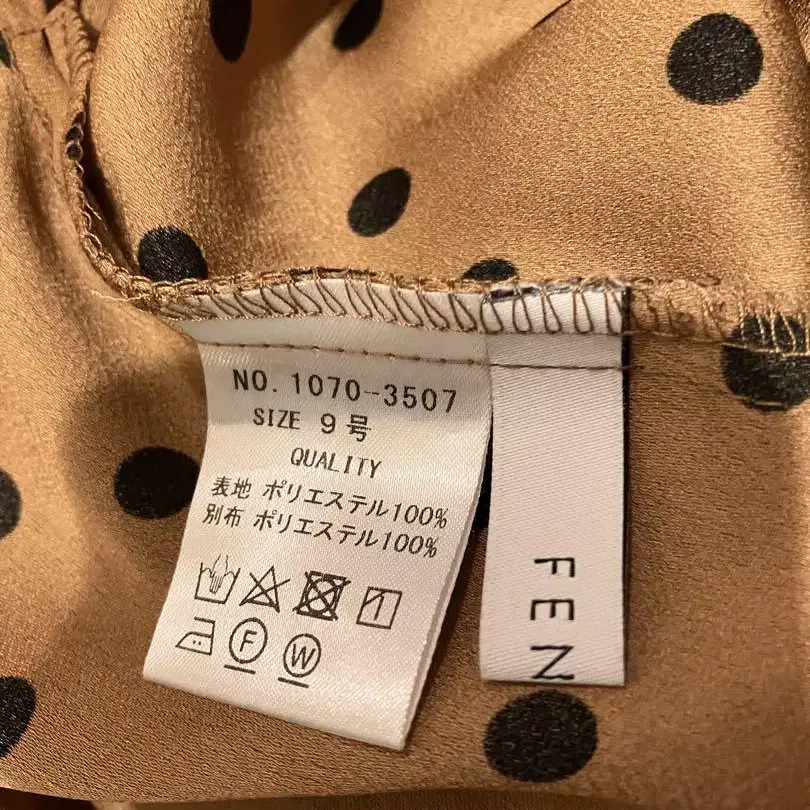 NO. 1070-3507
SIZE 9号
QUALITY
表地 ポリエステル100%
別布 ポリエステル100%
F W
FEN